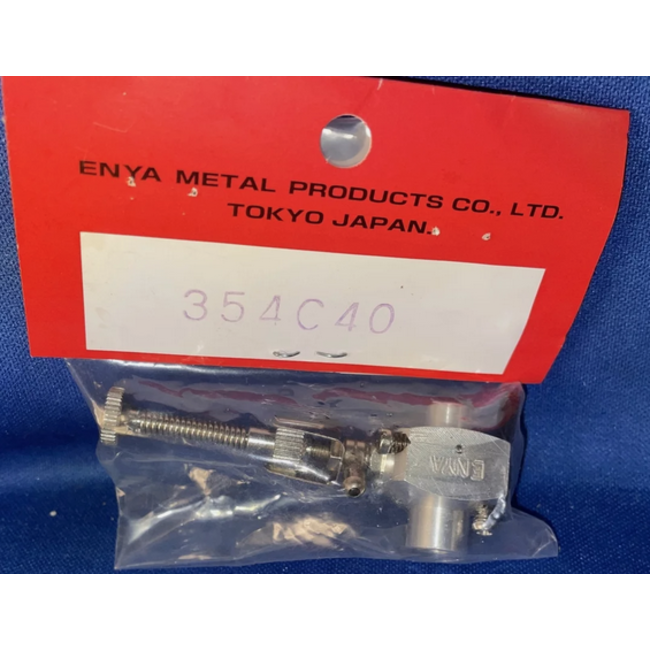 ENYA METAL PRODUCTS CO., LTD.
TOKYO JAPAN.
354C40
ENYA